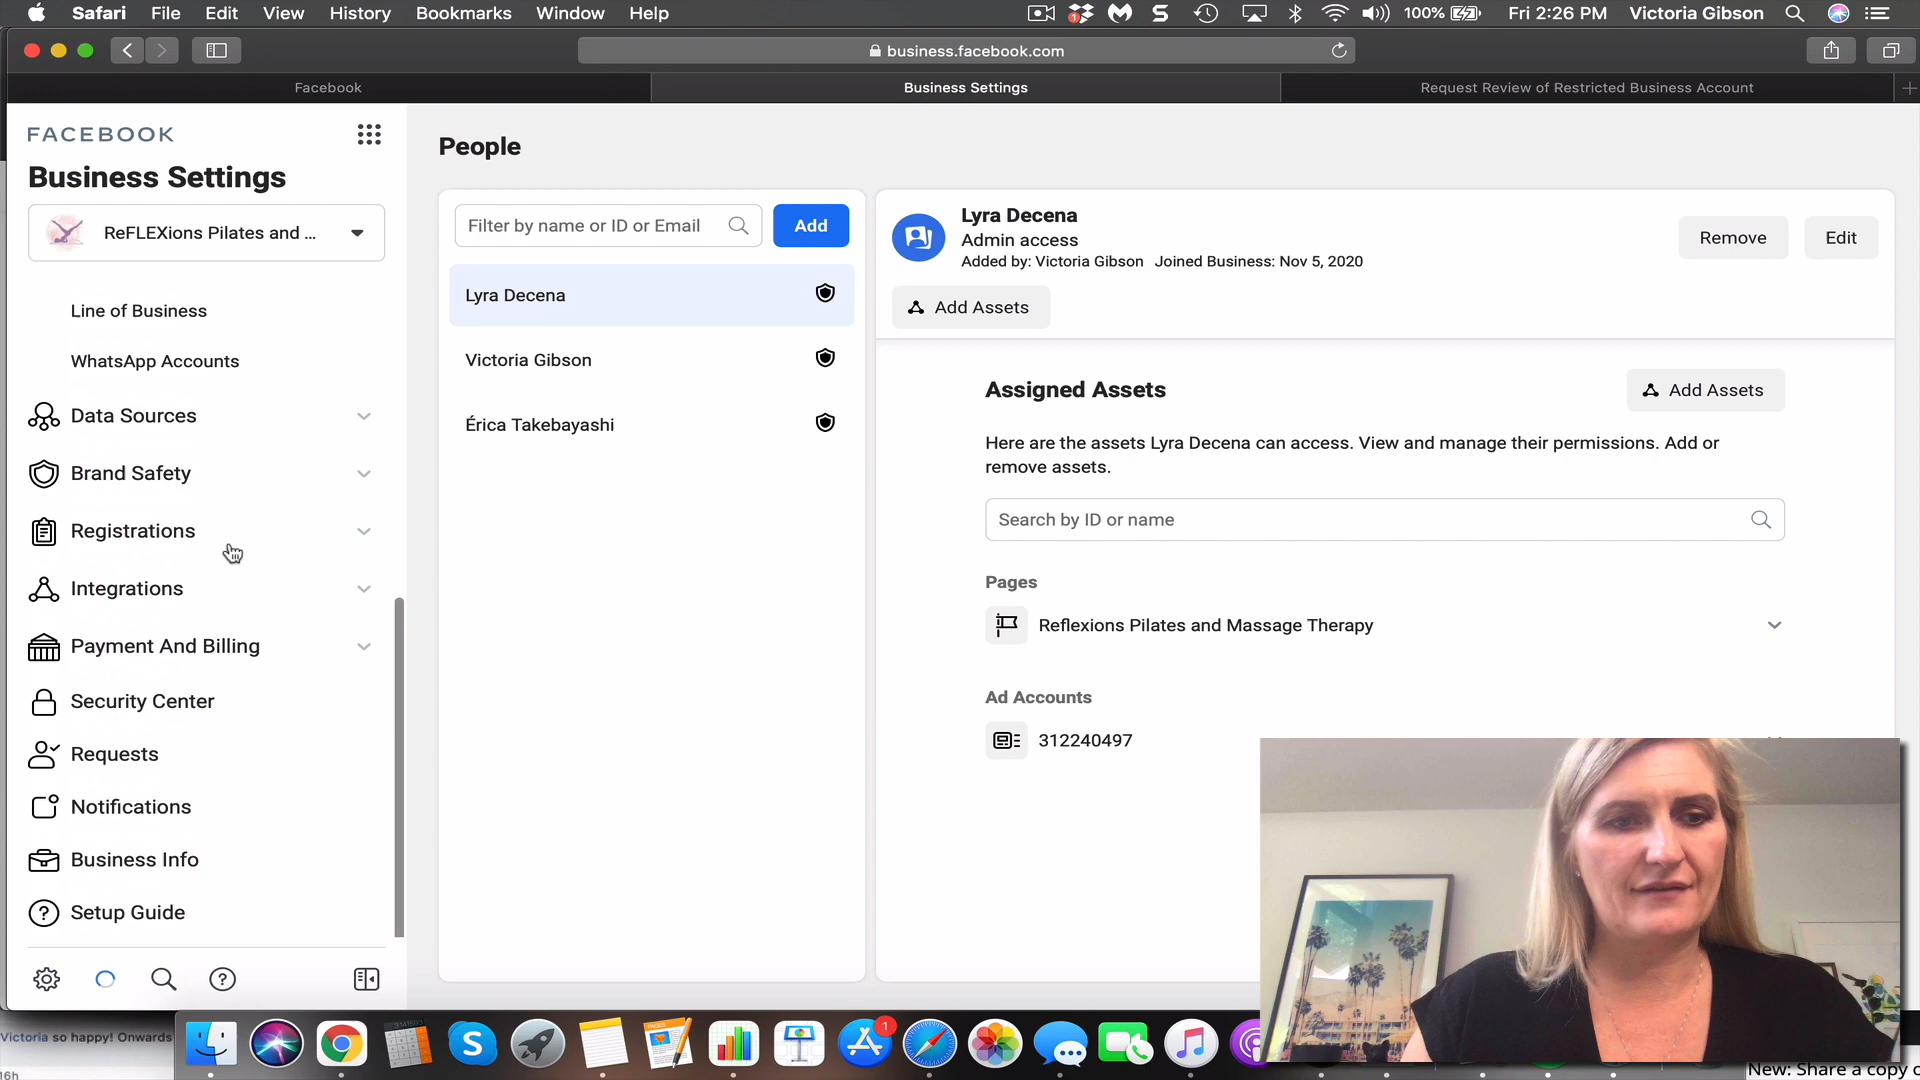 Safari File Edit View History Bookmarks Window Help 1 100% Fri 2:26 PM Victoria Gibson
business.facebook.com
Facebook Business Settings Request Review of Restricted Business Account
FACEBOOK
Business Settings
ReFLEXions Pilates and ...
Line of Business
WhatsApp Accounts
Data Sources
Brand Safety
Registrations
Integrations
Payment And Billing
Security Center
Requests
Notifications
Business Info
Setup Guide
People
Filter by name or ID or Email Add
Lyra Decena
Victoria Gibson
Érica Takebayashi
Lyra Decena
Admin access
Added by: Victoria Gibson Joined Business: Nov 5, 2020
Remove Edit
Add Assets
Assigned Assets Add Assets
Here are the assets Lyra Decena can access. View and manage their permissions. Add or
remove assets.
Search by ID or name
Pages
Reflexions Pilates and Massage Therapy
Ad Accounts
312240497
Victoria so happy! Onwards
16h
PAGES
1
New: Share a copy o